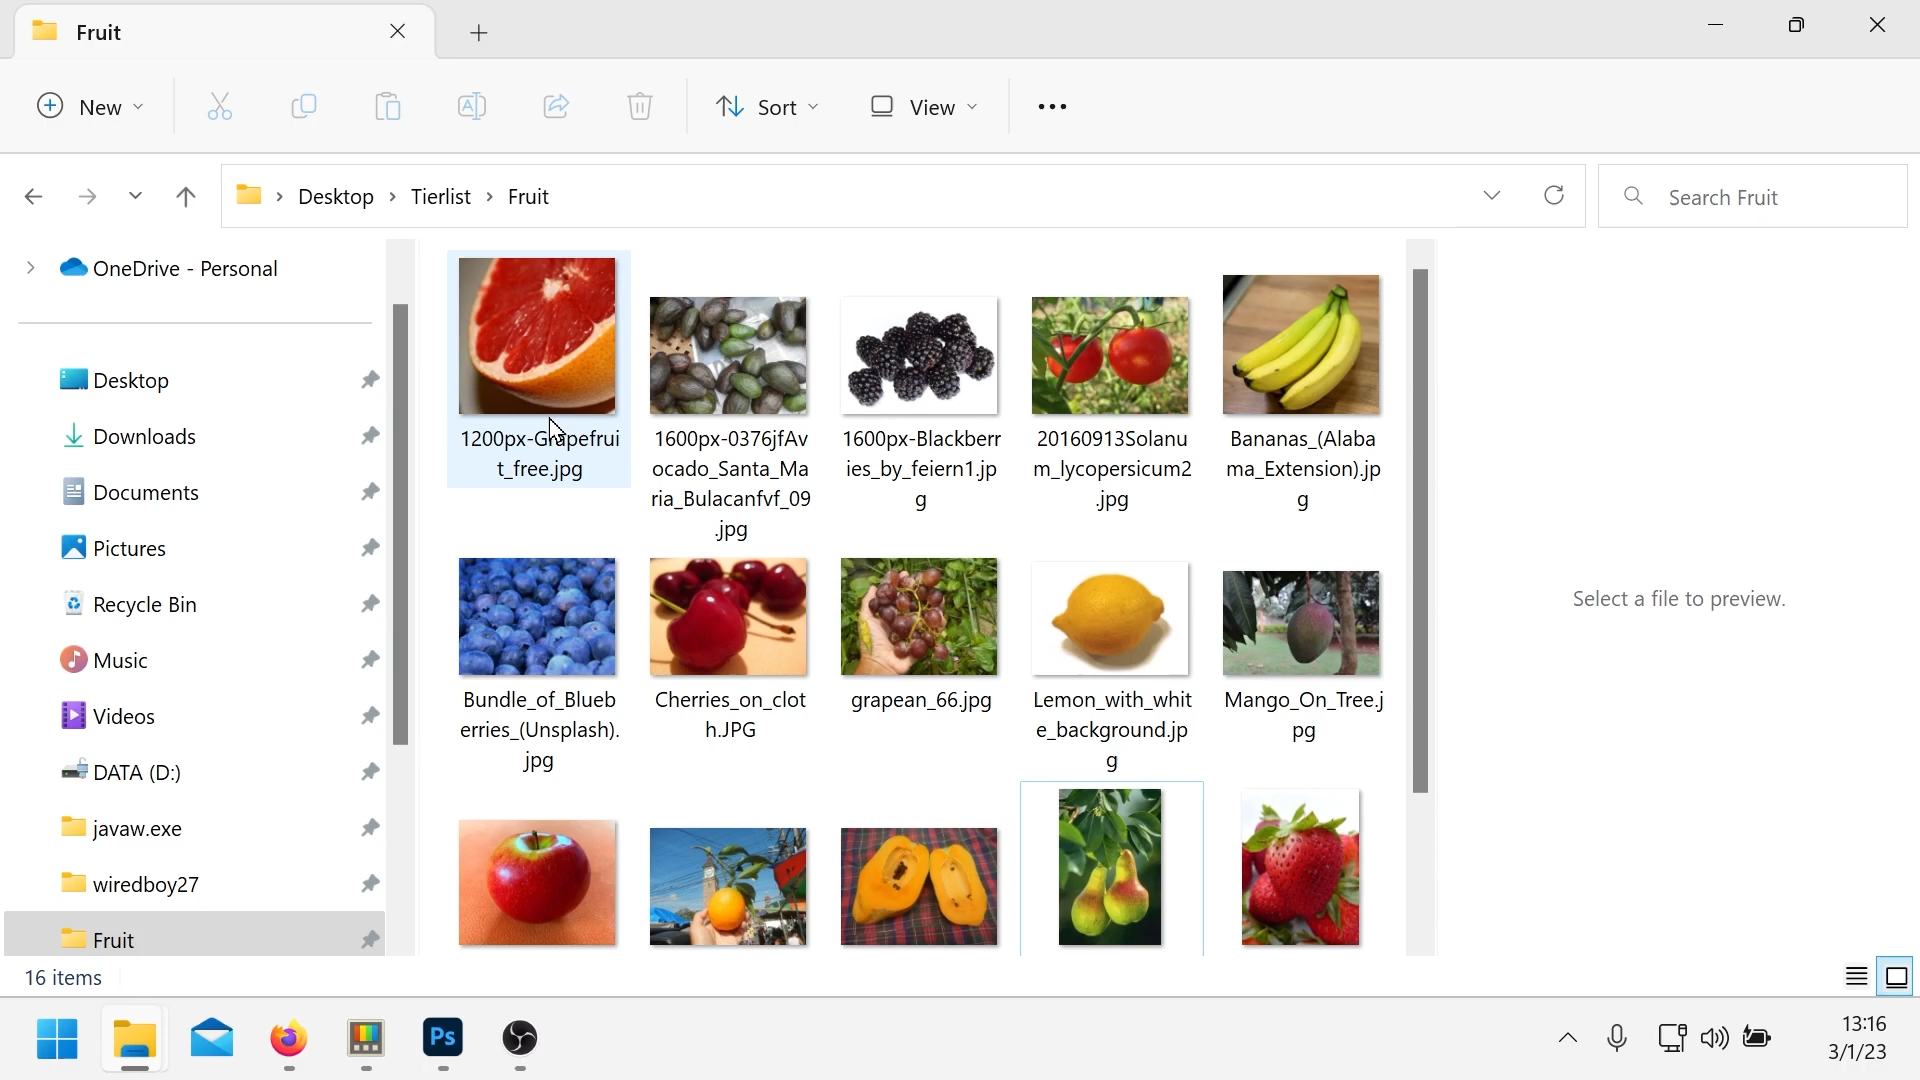 Fruit
New
Sort
View
Desktop
Tierlist
Fruit
Search Fruit
OneDrive - Personal
Desktop
Downloads
Documents
Pictures
Recycle Bin
Music
Videos
DATA (D:)
javaw.exe
wiredboy27
Fruit
1200px-Grapefrui
t_free.jpg
1600px-0376jfAv
ocado_Santa_Ma
ria_Bulacanfvf_09
.jpg
1600px-Blackberr
ies_by_feiern1.jp
g
20160913Solanu
m_lycopersicum2
.jpg
Bananas_(Alaba
ma_Extension).jp
g
Bundle_of_Blueb
erries_(Unsplash).
jpg
Cherries_on_clot
h.JPG
grapean_66.jpg
Lemon_with_whit
e_background.jp
g
Mango_On_Tree.j
pg
Select a file to preview.
16 items
Ps
13:16
3/1/23